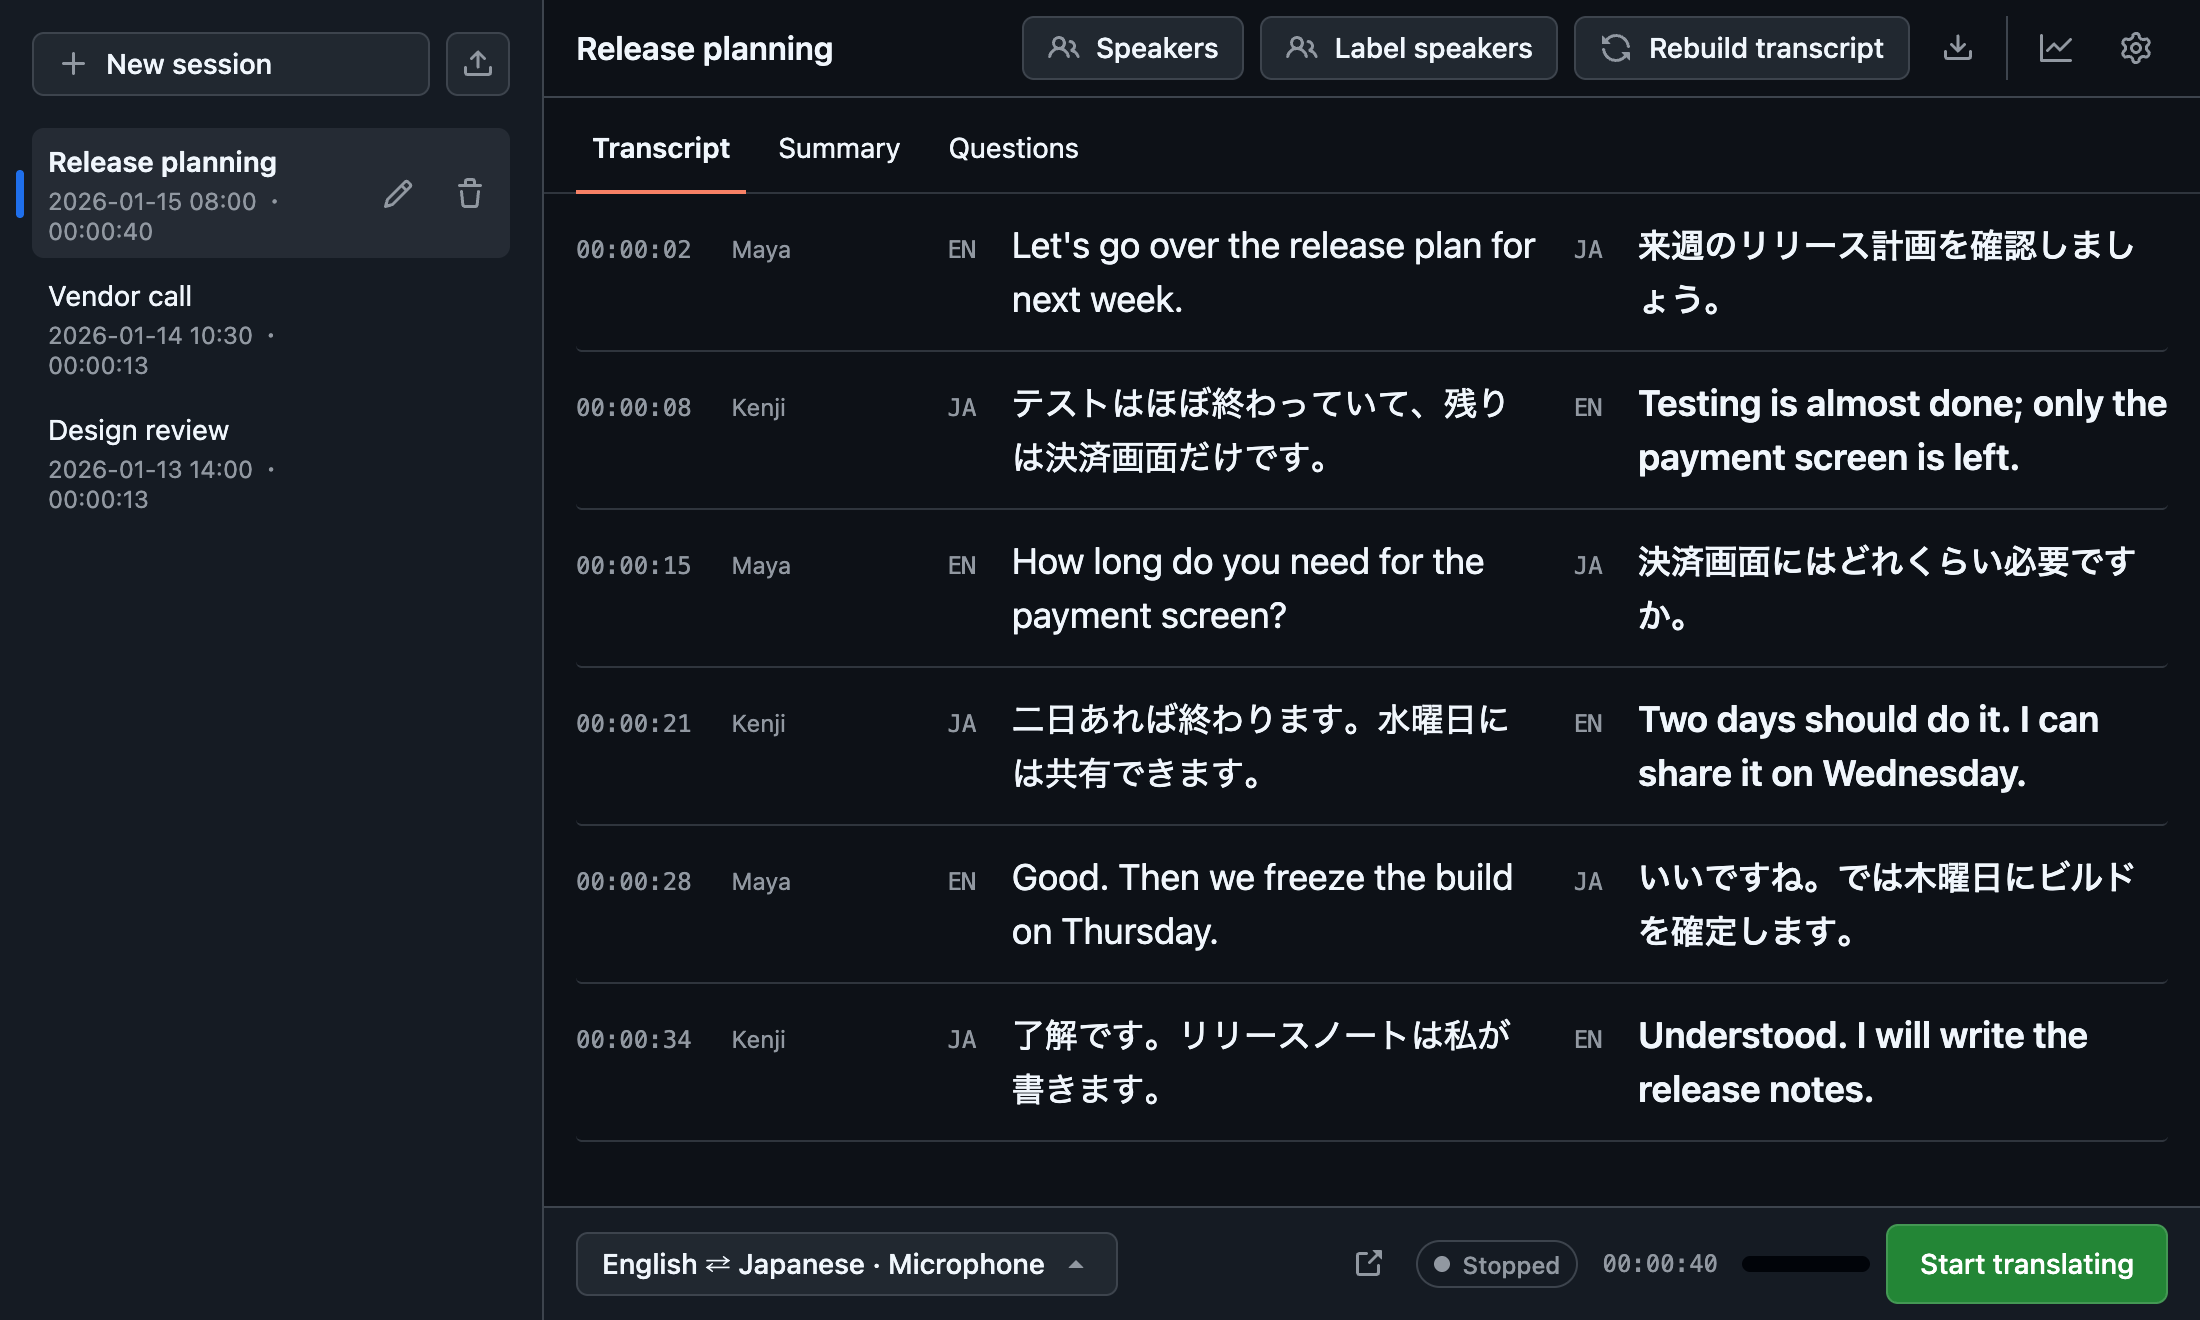 New session
Release planning
2026-01-15 08:00 •
00:00:40
Vendor call
2026-01-14 10:30 •
00:00:13
Design review
2026-01-13 14:00 •
00:00:13
Release planning
Speakers
Label speakers
Rebuild transcript
Transcript
Summary
Questions
00:00:02 Maya EN
Let's go over the release plan for
next week.
JA
来週のリリース計画を確認しまし
ょう。
00:00:08 Kenji JA
テストはほぼ終わっていて、残り
は決済画面だけです。
EN
Testing is almost done; only the
payment screen is left.
00:00:15 Maya EN
How long do you need for the
payment screen?
JA
決済画面にはどれくらい必要です
か。
00:00:21 Kenji JA
二日あれば終わります。水曜日に
は共有できます。
EN
Two days should do it. I can
share it on Wednesday.
00:00:28 Maya EN
Good. Then we freeze the build
on Thursday.
JA
いいですね。では木曜日にビルド
を確定します。
00:00:34 Kenji JA
了解です。リリースノートは私が
書きます。
EN
Understood. I will write the
release notes.
English ⇄ Japanese · Microphone
Stopped
00:00:40
Start translating